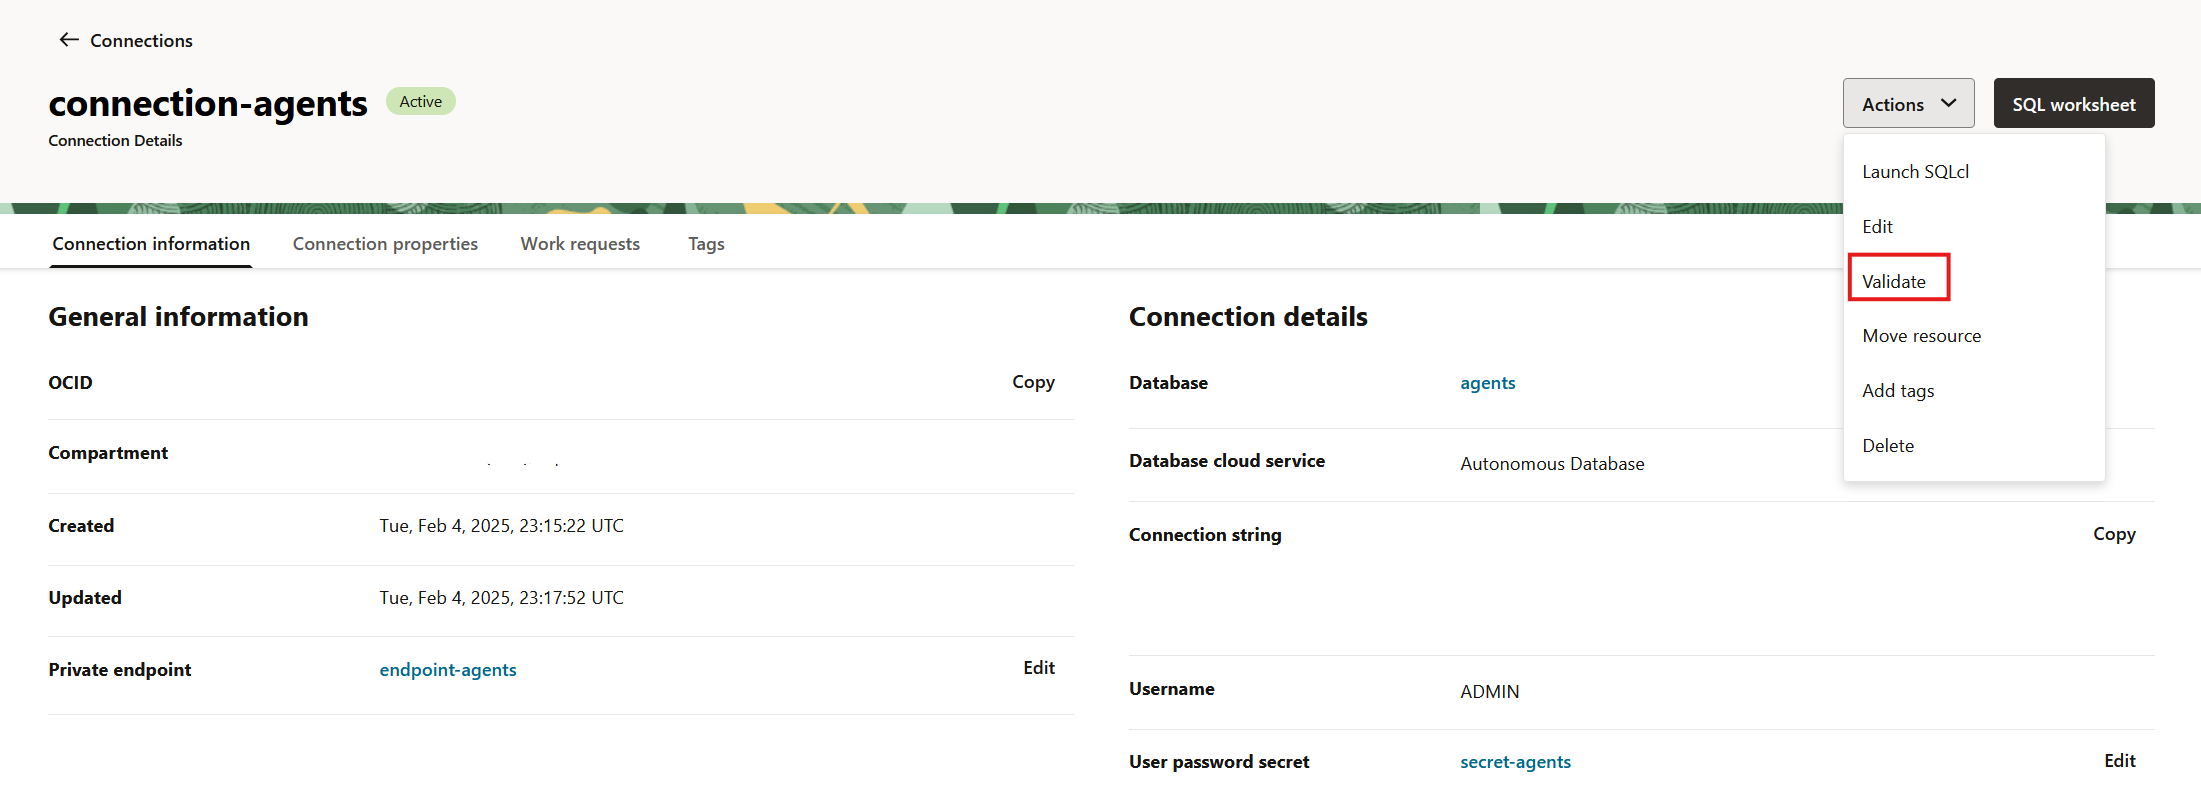 Connections
connection-agents Active
Connection Details
Actions SQL worksheet
Launch SQLcl
Edit
Validate
Move resource
Add tags
Delete
Connection information Connection properties Work requests Tags
General information
OCID Copy
Compartment
Created Tue, Feb 4, 2025, 23:15:22 UTC
Updated Tue, Feb 4, 2025, 23:17:52 UTC
Private endpoint endpoint-agents Edit
Connection details
Database agents
Database cloud service Autonomous Database
Connection string Copy
Username ADMIN
User password secret secret-agents Edit